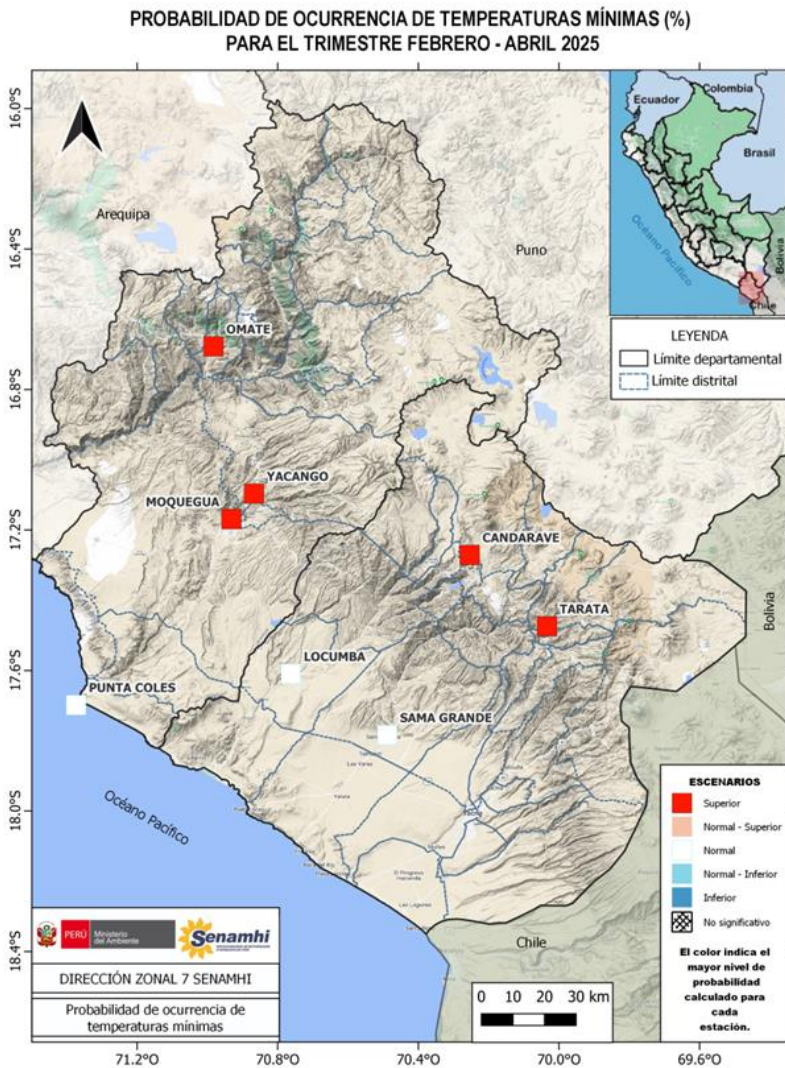 PROBABILIDAD DE OCURRENCIA DE TEMPERATURAS MÍNIMAS (%)
PARA EL TRIMESTRE FEBRERO - ABRIL 2025
16.0°S
16.4°S
16.8°S
17.2°S
17.6°S
18.0°S
18.4°S
Arequipa
Puno
OMATE
YACANGO
MOQUEGUA
CANDARAVE
TARATA
LOCUMBA
PUNTA COLES
SAMA GRANDE
Las Yaras
Tacna
Bolivia
Océano Pacífico
Chile
Ecuador
Colombia
Brasil
Océano Pacífico
Bolivia
Chile
LEYENDA
Límite departamental
Límite distrital
ESCENARIOS
Superior
Normal - Superior
Normal
Normal - Inferior
Inferior
No significativo
El color indica el
mayor nivel de
probabilidad
calculado para
cada
estación.
PERÚ
Ministerio
del Ambiente
Senamhi
DIRECCIÓN ZONAL 7 SENAMHI
Probabilidad de ocurrencia de
temperaturas mínimas
0 10 20 30 km
71.2°O 70.8°O 70.4°O 70.0°O 69.6°O